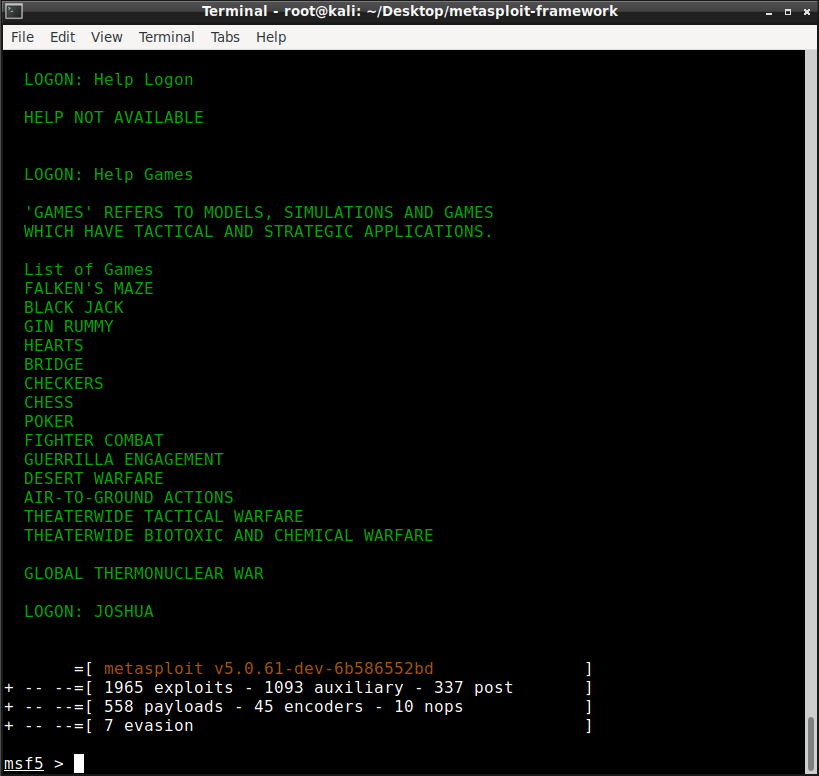 Terminal - root@kali: ~/Desktop/metasploit-framework
File Edit View Terminal Tabs Help
LOGON: Help Logon
HELP NOT AVAILABLE
LOGON: Help Games
'GAMES' REFERS TO MODELS, SIMULATIONS AND GAMES
WHICH HAVE TACTICAL AND STRATEGIC APPLICATIONS.
List of Games
FALKEN'S MAZE
BLACK JACK
GIN RUMMY
HEARTS
BRIDGE
CHECKERS
CHESS
POKER
FIGHTER COMBAT
GUERRILLA ENGAGEMENT
DESERT WARFARE
AIR-TO-GROUND ACTIONS
THEATERWIDE TACTICAL WARFARE
THEATERWIDE BIOTOXIC AND CHEMICAL WARFARE
GLOBAL THERMONUCLEAR WAR
LOGON: JOSHUA
=[ metasploit v5.0.61-dev-6b586552bd ]
+ -- --=[ 1965 exploits - 1093 auxiliary - 337 post ]
+ -- --=[ 558 payloads - 45 encoders - 10 nops ]
+ -- --=[ 7 evasion ]
msf5 >